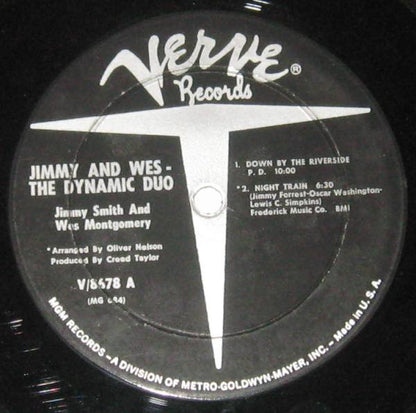 Verve®
Records
JIMMY AND WES -
THE DYNAMIC DUO
Jimmy Smith And
Wes Montgomery
*Arranged By Oliver Nelson
Produced By Creed Taylor
V/8678 A
(MG 684)
1. DOWN BY THE RIVERSIDE
P. D. 10:00
*2. NIGHT TRAIN 6:30
(Jimmy Forrest-Oscar Washington-
Lewis C. Simpkins)
Frederick Music Co. BMI
MGM RECORDS - A DIVISION OF METRO-GOLDWYN-MAYER, INC. - Made in U.S.A.